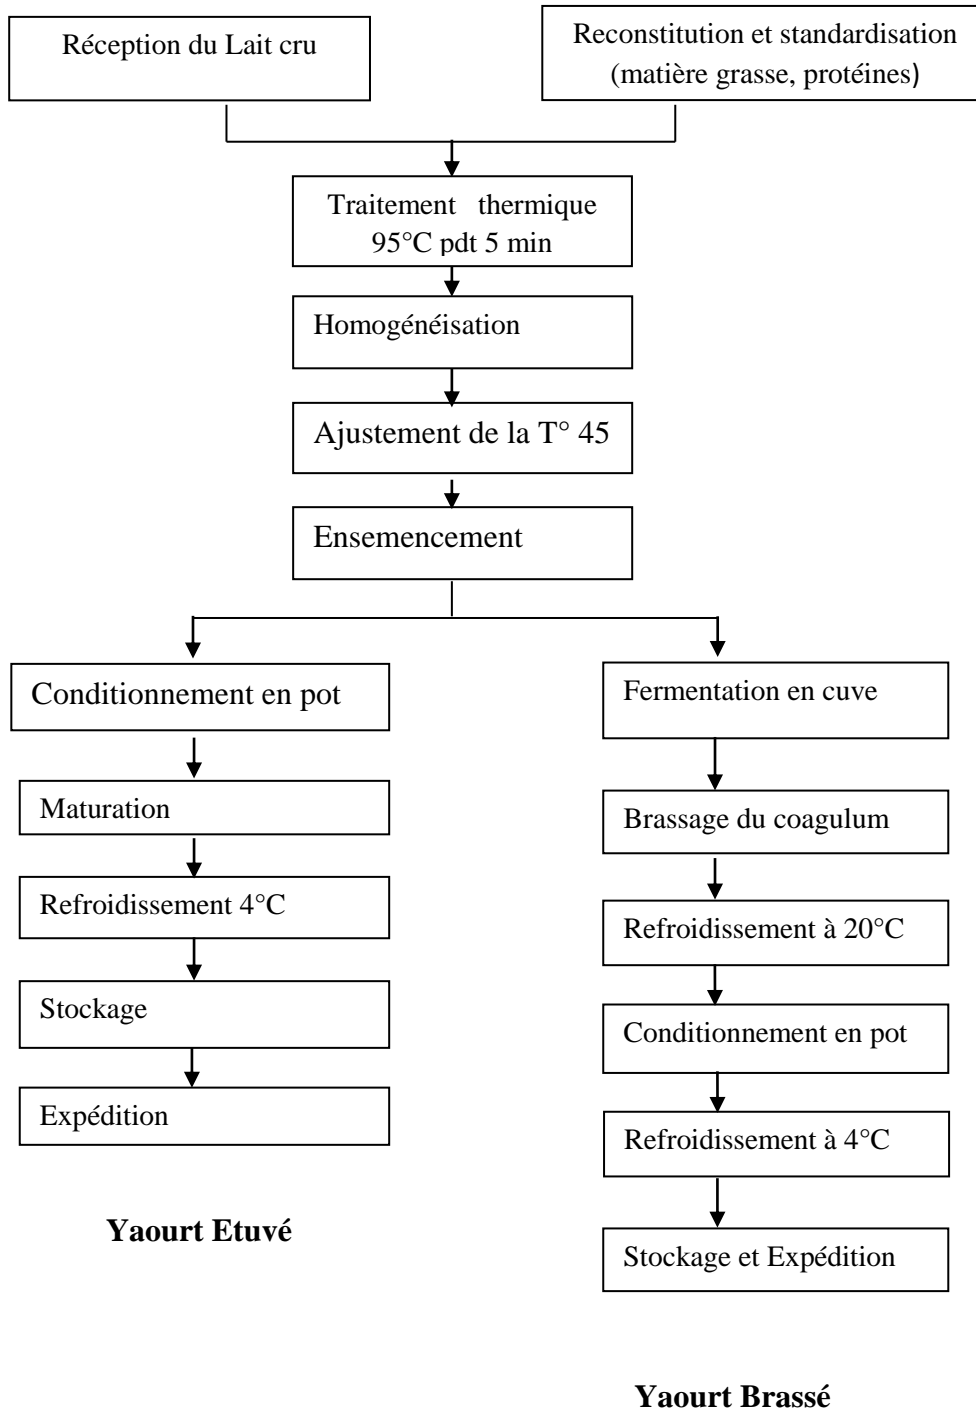 Réception du Lait cru
Reconstitution et standardisation
(matière grasse, protéines)
Traitement thermique
95°C pdt 5 min
Homogénéisation
Ajustement de la T° 45
Ensemencement
Conditionnement en pot
Maturation
Refroidissement 4°C
Stockage
Expédition
Yaourt Etuvé
Fermentation en cuve
Brassage du coagulum
Refroidissement à 20°C
Conditionnement en pot
Refroidissement à 4°C
Stockage et Expédition
Yaourt Brassé